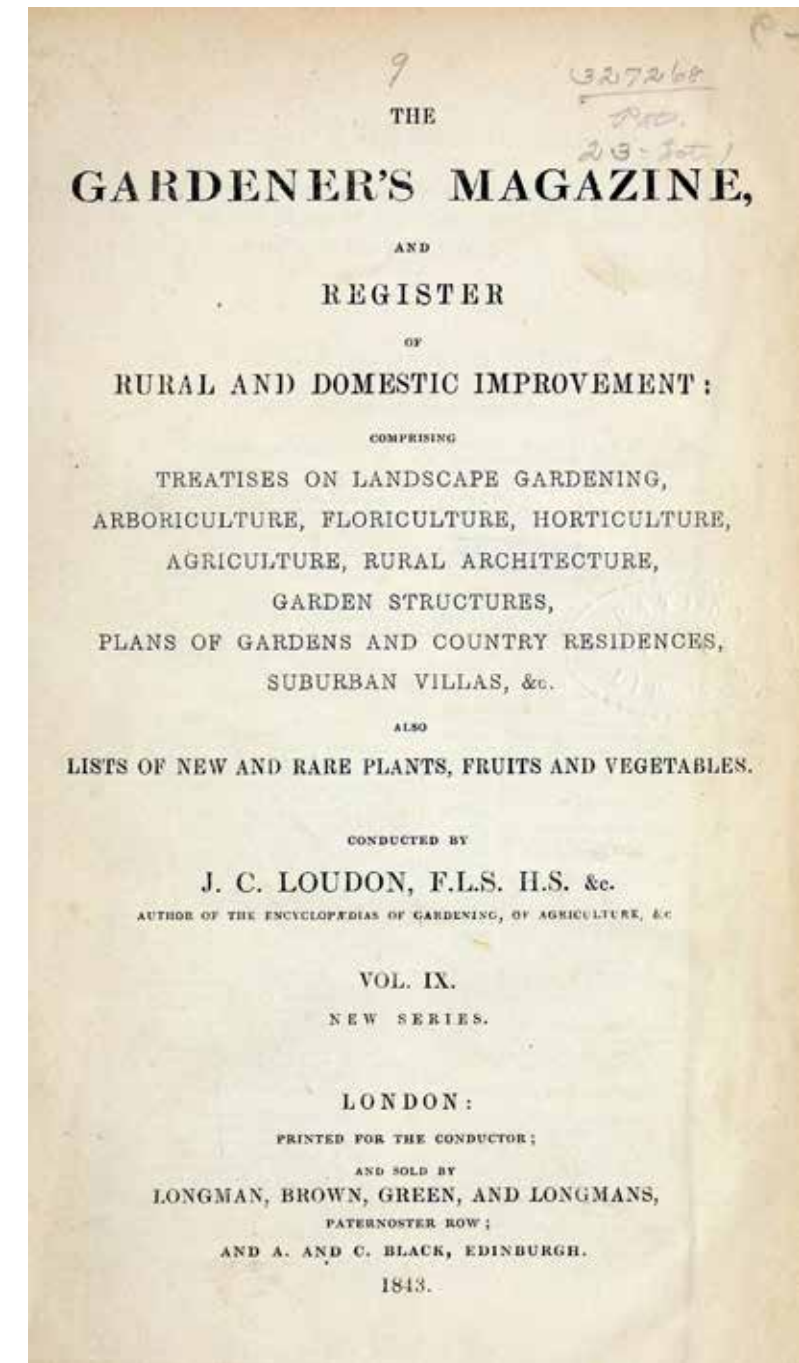 9
327268
THE
GARDENER'S MAGAZINE,
AND
REGISTER
OF
RURAL AND DOMESTIC IMPROVEMENT:
COMPRISING
TREATISES ON LANDSCAPE GARDENING,
ARBORICULTURE, FLORICULTURE, HORTICULTURE,
AGRICULTURE, RURAL ARCHITECTURE,
GARDEN STRUCTURES,
PLANS OF GARDENS AND COUNTRY RESIDENCES,
SUBURBAN VILLAS, &c.
ALSO
LISTS OF NEW AND RARE PLANTS, FRUITS AND VEGETABLES.
CONDUCTED BY
J. C. LOUDON, F.L.S. H.S. &c.
AUTHOR OF THE ENCYCLOPÆDIAS OF GARDENING, OF AGRICULTURE, &c
VOL. IX.
NEW SERIES.
LONDON:
PRINTED FOR THE CONDUCTOR;
AND SOLD BY
LONGMAN, BROWN, GREEN, AND LONGMANS,
PATERNOSTER ROW;
AND A. AND C. BLACK, EDINBURGH.
1843.